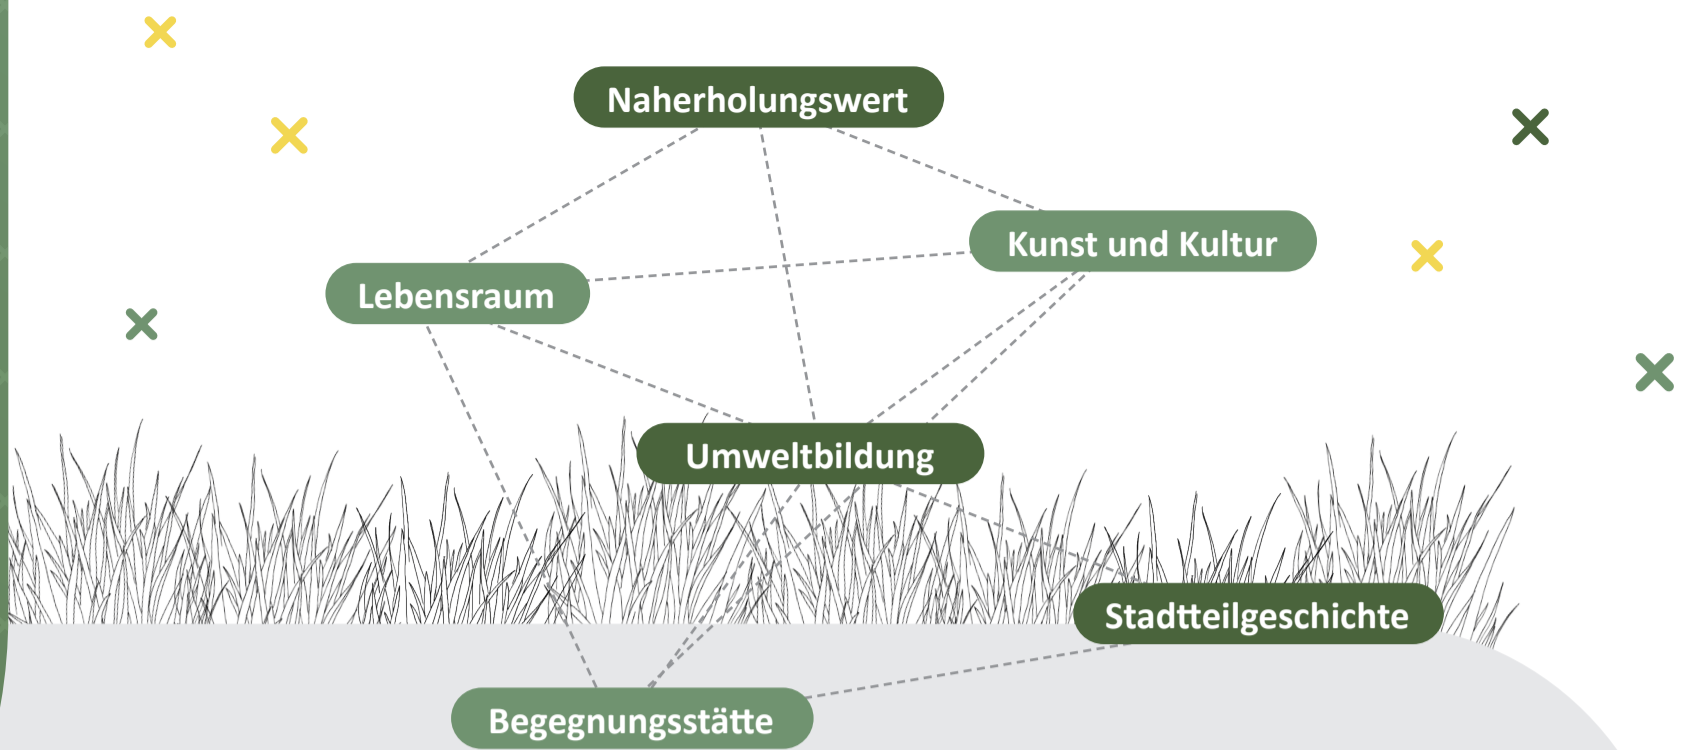 Naherholungswert
Kunst und Kultur
Lebensraum
Umweltbildung
Stadtteilgeschichte
Begegnungsstätte